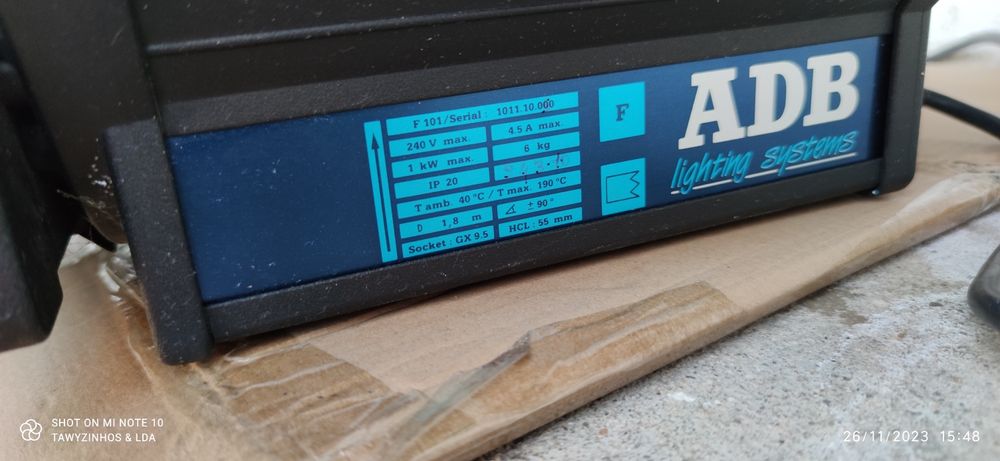 F 101/Serial : 1011.10.000
240 V max. 4.5 A max.
1 kW max. 6 kg
IP 20
T amb. 40 °C / T max. 190 °C
D 1,8 m ∡ ± 90°
Socket : GX 9.5 HCL : 55 mm
F
ADB
lighting systems
SHOT ON MI NOTE 10
TAWYZINHOS & LDA
26/11/2023 15:48